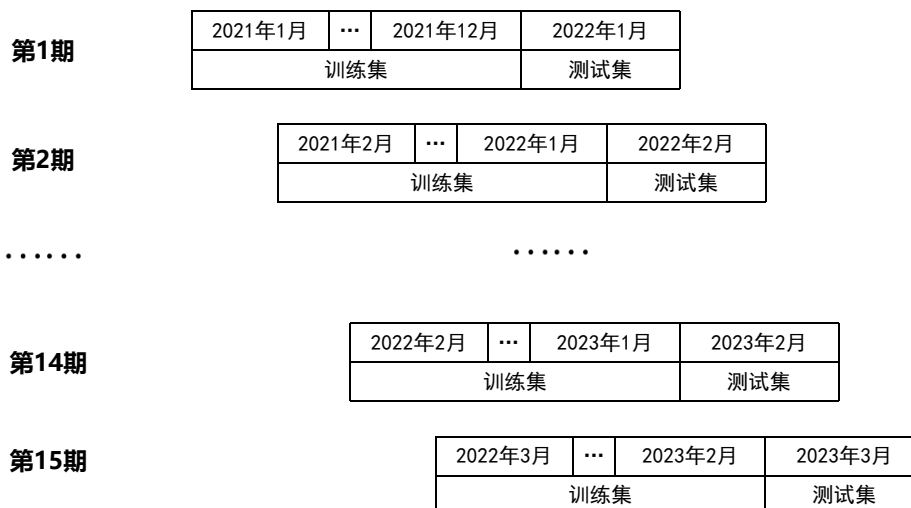 第1期
2021年1月 … 2021年12月 2022年1月
训练集 测试集
第2期
2021年2月 … 2022年1月 2022年2月
训练集 测试集
…… ……
第14期
2022年2月 … 2023年1月 2023年2月
训练集 测试集
第15期
2022年3月 … 2023年2月 2023年3月
训练集 测试集